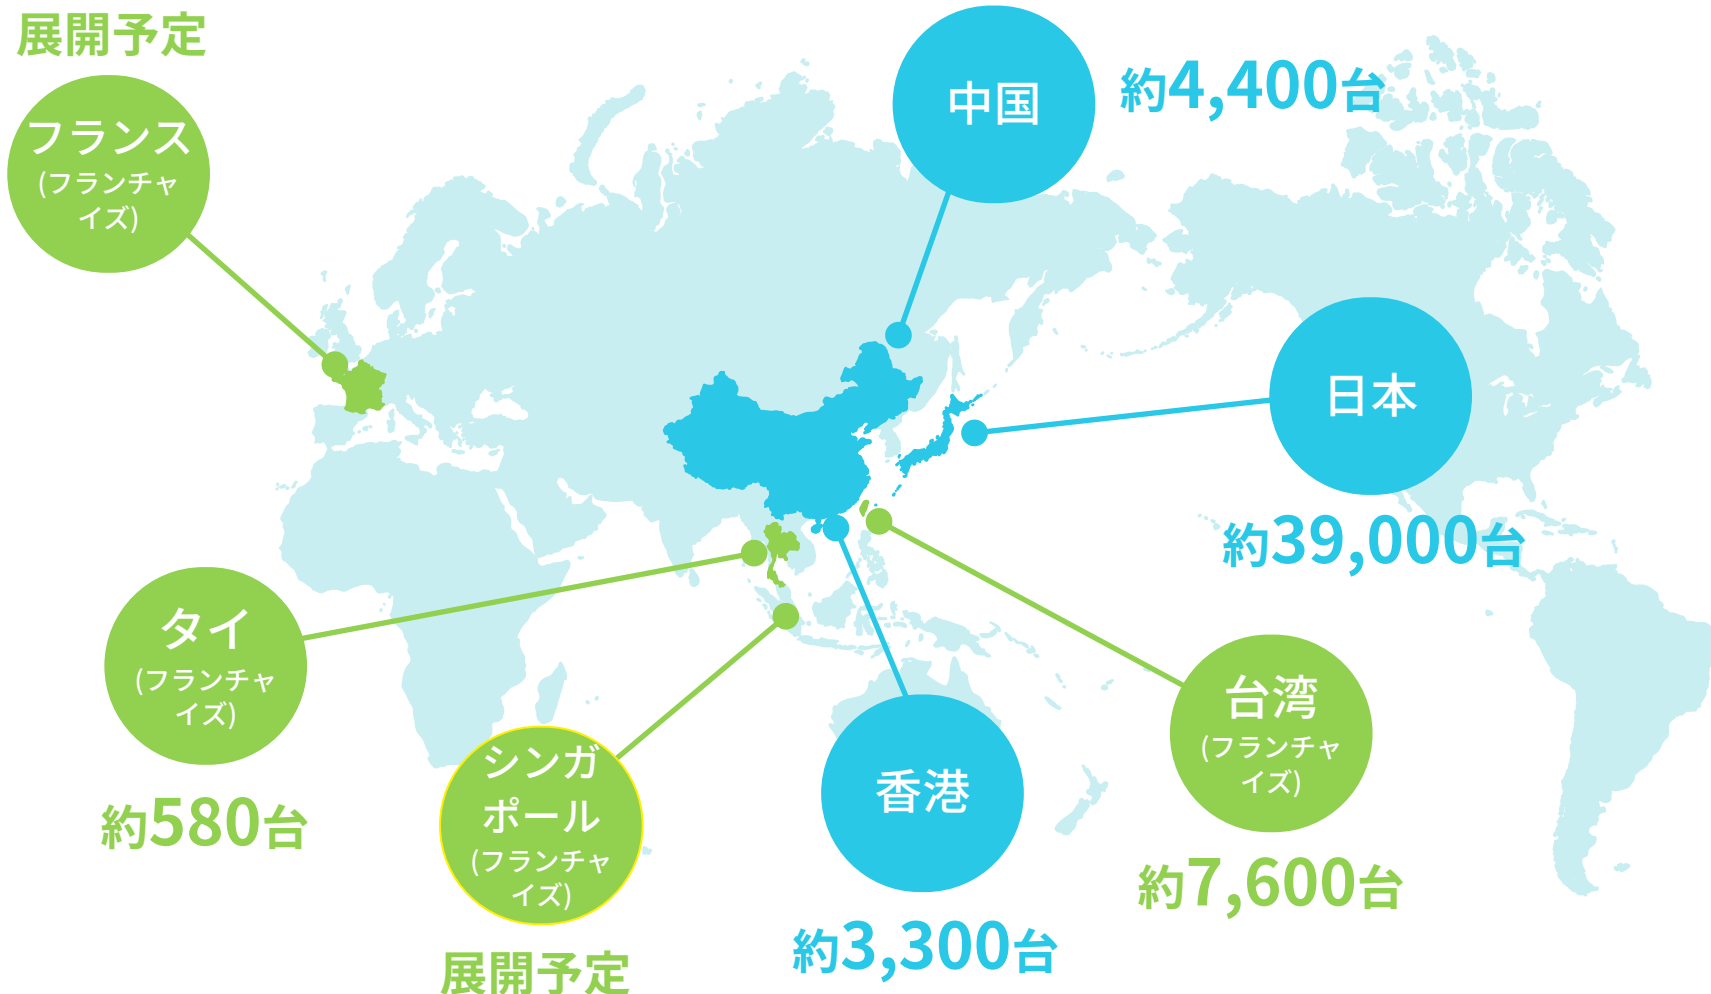 展開予定
フランス
(フランチャ
イズ)
中国
約4,400台
日本
約39,000台
タイ
(フランチャ
イズ)
約580台
シンガ
ポール
(フランチャ
イズ)
展開予定
香港
約3,300台
台湾
(フランチャ
イズ)
約7,600台